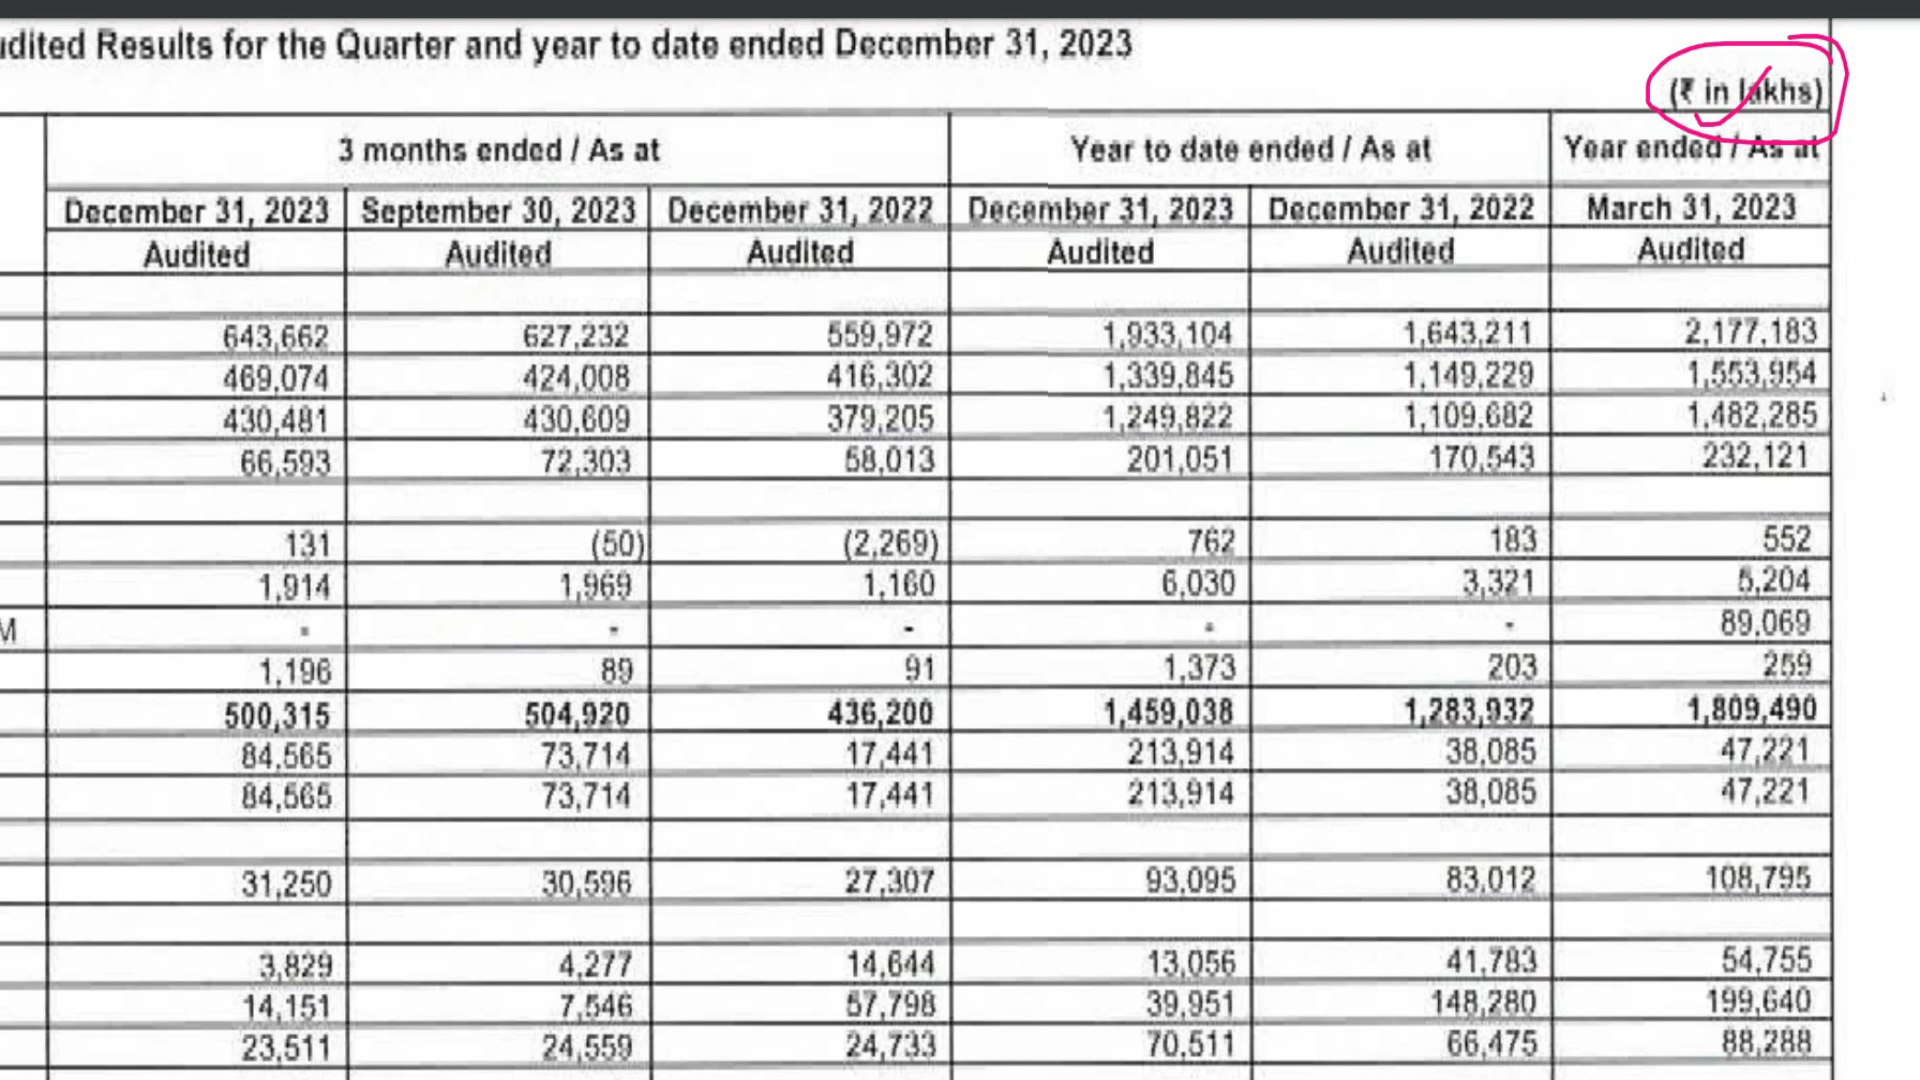 udited Results for the Quarter and year to date ended December 31, 2023
(₹ in lakhs)
3 months ended / As at Year to date ended / As at Year ended / As at
December 31, 2023 September 30, 2023 December 31, 2022 December 31, 2023 December 31, 2022 March 31, 2023
Audited Audited Audited Audited Audited Audited
643,662 627,232 559,972 1,933,104 1,643,211 2,177,183
469,074 424,008 416,302 1,339,845 1,149,229 1,553,954
430,481 430,609 379,205 1,249,822 1,109,682 1,482,285
66,593 72,303 58,013 201,051 170,543 232,121
131 (50) (2,269) 762 183 552
1,914 1,969 1,160 6,030 3,321 5,204
M - - - - - 89,069
1,196 89 91 1,373 203 259
500,315 504,920 436,200 1,459,038 1,283,932 1,809,490
84,565 73,714 17,441 213,914 38,085 47,221
84,565 73,714 17,441 213,914 38,085 47,221
31,250 30,596 27,307 93,095 83,012 108,795
3,829 4,277 14,644 13,056 41,783 54,755
14,151 7,546 57,798 39,951 148,280 199,640
23,511 24,559 24,733 70,511 66,475 88,288